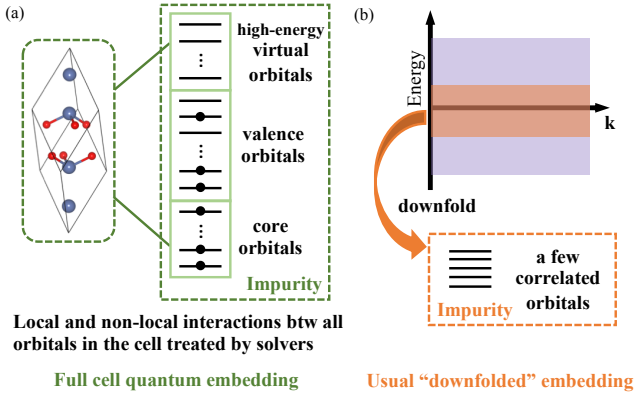 (a)
high-energy
virtual
orbitals
valence
orbitals
core
orbitals
Impurity
Local and non-local interactions btw all
orbitals in the cell treated by solvers
Full cell quantum embedding
(b)
Energy
k
downfold
a few
correlated
orbitals
Impurity
Usual “downfolded” embedding